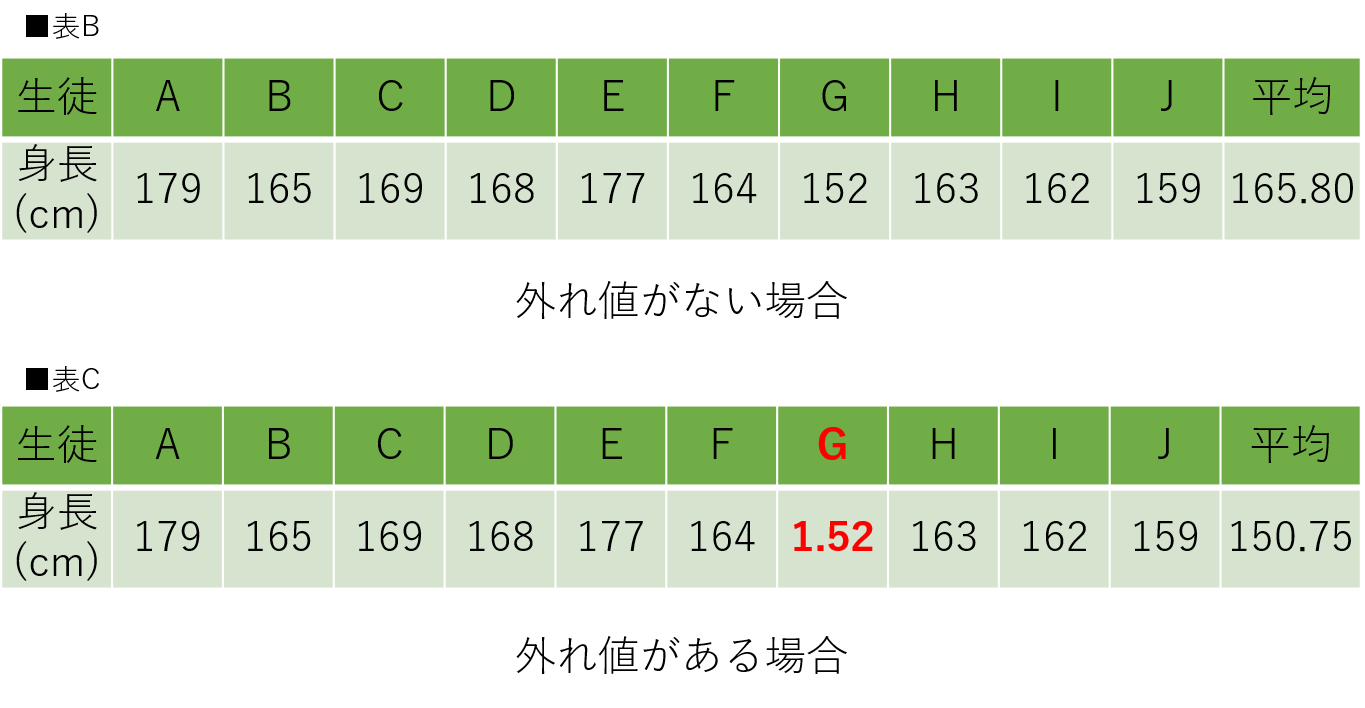 ■表B
生徒 A B C D E F G H I J 平均
身長
(cm) 179 165 169 168 177 164 152 163 162 159 165.80
外れ値がない場合
■表C
生徒 A B C D E F G H I J 平均
身長
(cm) 179 165 169 168 177 164 1.52 163 162 159 150.75
外れ値がある場合